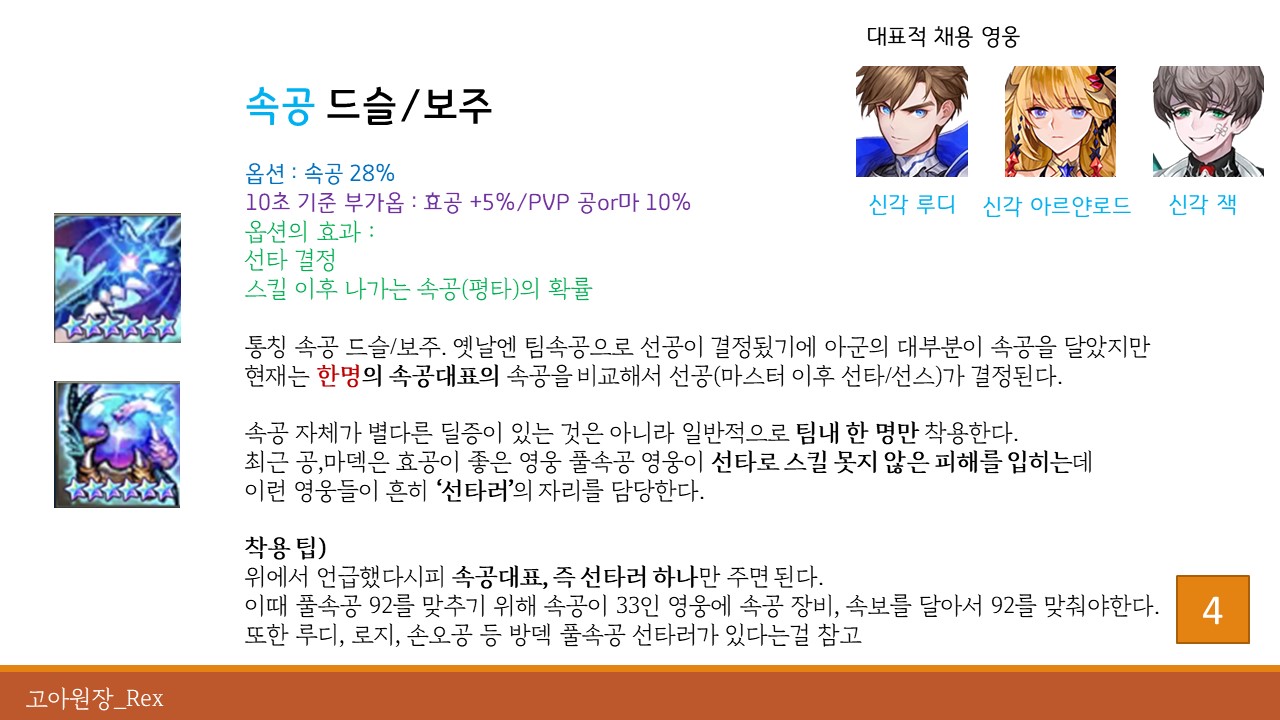 대표적 채용 영웅
속공 드슬/보주
신각 루디
신각 아르얀로드
신각 잭
옵션 : 속공 28%
10초 기준 부가옵 : 효공 +5%/PVP 공or마 10%
옵션의 효과 :
선타 결정
스킬 이후 나가는 속공(평타)의 확률
통칭 속공 드슬/보주. 옛날엔 팀속공으로 선공이 결정됬기에 아군의 대부분이 속공을 달았지만
현재는 한명의 속공대표의 속공을 비교해서 선공(마스터 이후 선타/선스)가 결정된다.
속공 자체가 별다른 딜증이 있는 것은 아니라 일반적으로 팀내 한 명만 착용한다.
최근 공,마덱은 효공이 좋은 영웅 풀속공 영웅이 선타로 스킬 못지 않은 피해를 입히는데
이런 영웅들이 흔히 ‘선타러’의 자리를 담당한다.
착용 팁)
위에서 언급했다시피 속공대표, 즉 선타러 하나만 주면 된다.
이때 풀속공 92를 맞추기 위해 속공이 33인 영웅에 속공 장비, 속보를 달아서 92를 맞춰야한다.
또한 루디, 로지, 손오공 등 방덱 풀속공 선타러가 있다는걸 참고
4
고아원장_Rex